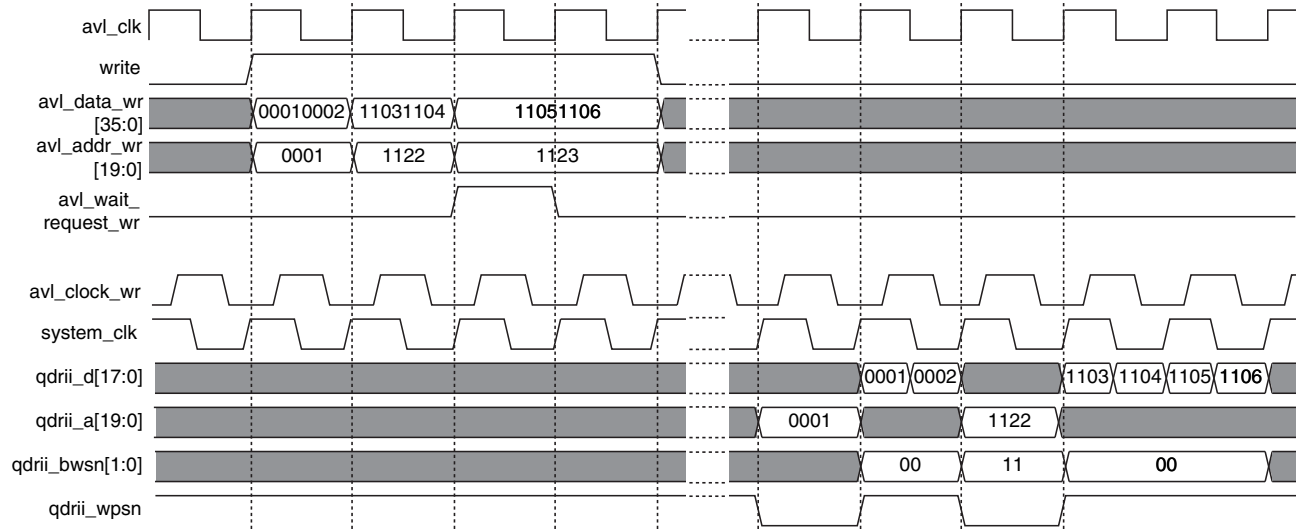 avl_clk
write
avl_data_wr
[35:0]
00010002 11031104 11051106
avl_addr_wr
[19:0]
0001 1122 1123
avl_wait_
request_wr
avl_clock_wr
system_clk
qdrii_d[17:0] 0001 0002 1103 1104 1105 1106
qdrii_a[19:0] 0001 1122
qdrii_bwsn[1:0] 00 11 00
qdrii_wpsn